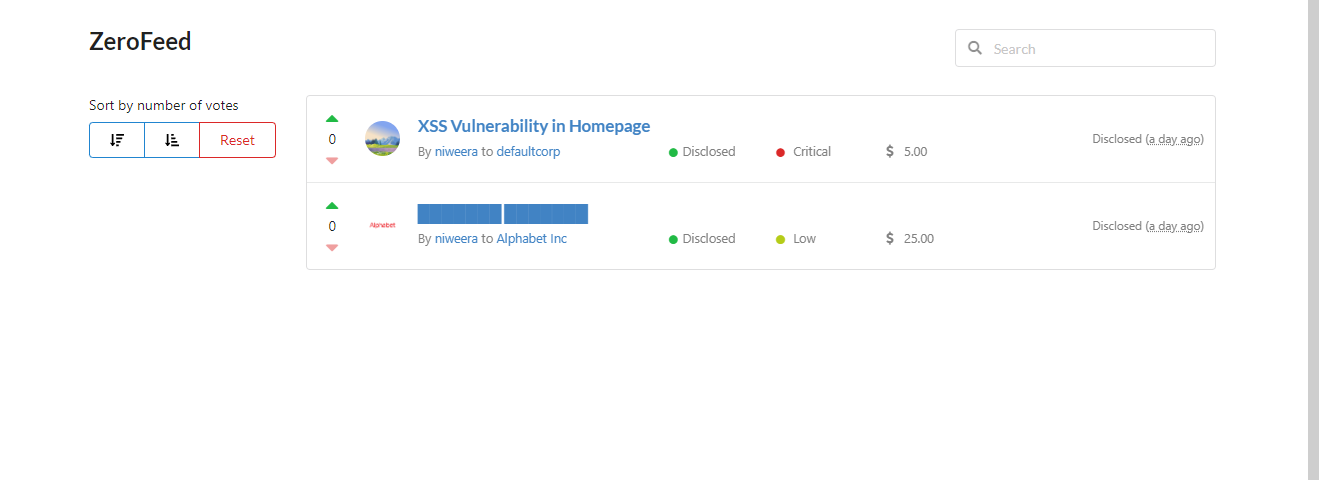 ZeroFeed
Search
Sort by number of votes
Reset
0
XSS Vulnerability in Homepage
By niweera to defaultcorp
Disclosed
Critical
$ 5.00
Disclosed (a day ago)
0
Alphabet
████████ ████████
By niweera to Alphabet Inc
Disclosed
Low
$ 25.00
Disclosed (a day ago)